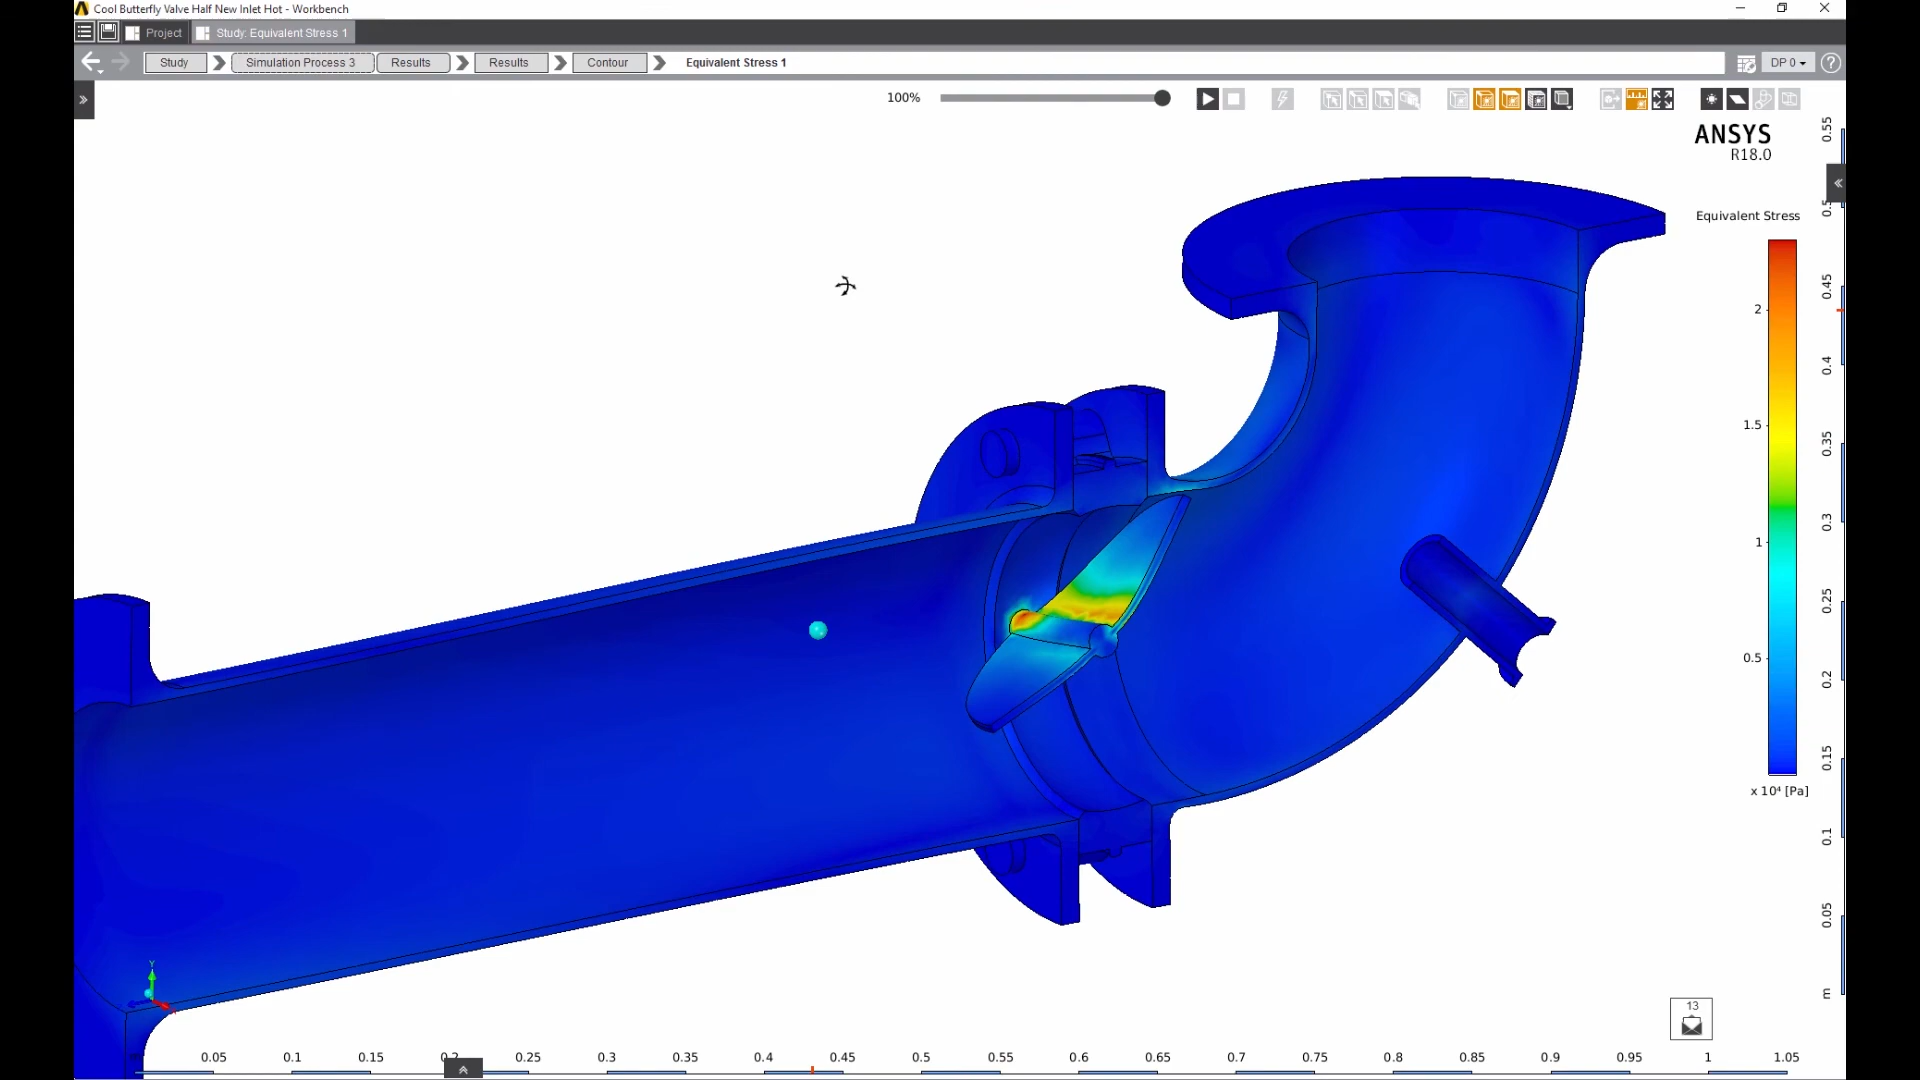 Cool Butterfly Valve Half New Inlet Hot - Workbench
Project
Study: Equivalent Stress 1
Study
Simulation Process 3
Results
Results
Contour
Equivalent Stress 1
DP 0
?
100%
ANSYS
R18.0
Equivalent Stress
2
1.5
1
0.5
x 10⁴ [Pa]
0.55
0.45
0.4
0.35
0.3
0.25
0.2
0.15
0.1
0.05
m
Y
13
0.05
0.1
0.15
0.2
0.25
0.3
0.35
0.4
0.45
0.5
0.55
0.6
0.65
0.7
0.75
0.8
0.85
0.9
0.95
1
1.05